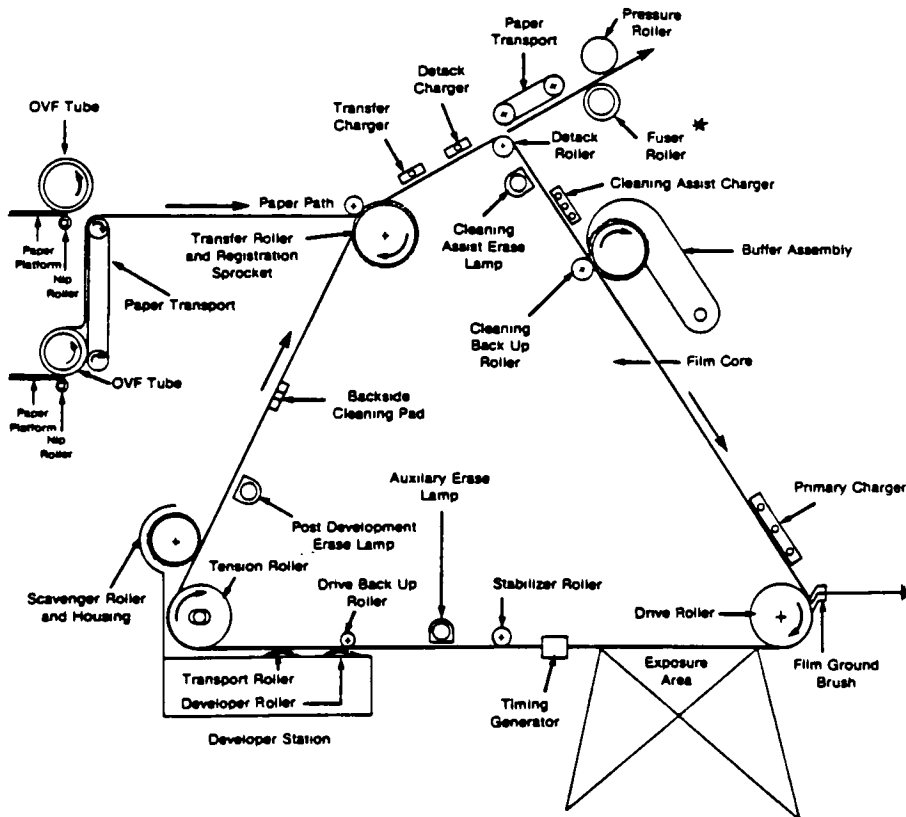 Pressure
Roller
Paper
Transport
Detack
Charger
Transfer
Charger
OVF Tube
Fuser
Roller
*
Detack
Roller
Cleaning Assist Charger
Paper Path
Cleaning
Assist Erase
Lamp
Transfer Roller
and Registration
Sprocket
Buffer Assembly
Paper
Platform
Nip
Roller
Paper Transport
Cleaning
Back Up
Roller
Film Core
OVF Tube
Paper
Platform
Nip
Roller
Backside
Cleaning Pad
Auxilary Erase
Lamp
Primary Charger
Post Development
Erase Lamp
Tension Roller
Scavenger Roller
and Housing
Drive Back Up
Roller
Stabilizer Roller
Drive Roller
Transport Roller
Developer Roller
Exposure
Area
Film Ground
Brush
Timing
Generator
Developer Station